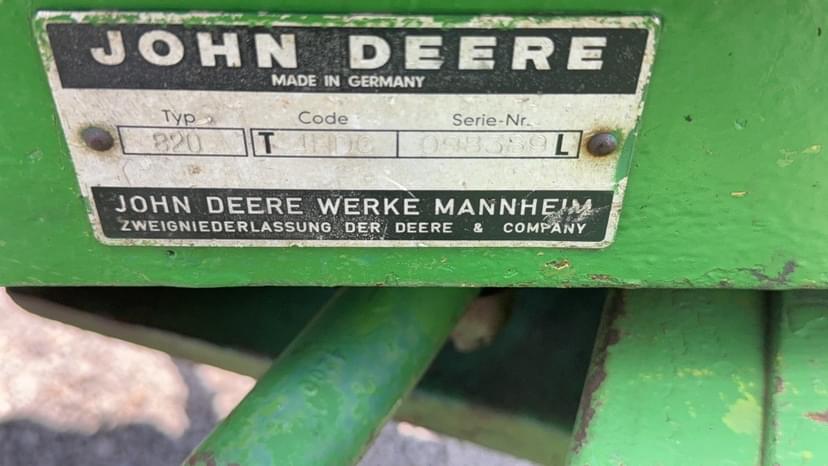 JOHN DEERE
MADE IN GERMANY
Typ Code Serie-Nr.
820 T L
JOHN DEERE WERKE MANNHEIM
ZWEIGNIEDERLASSUNG DER DEERE & COMPANY